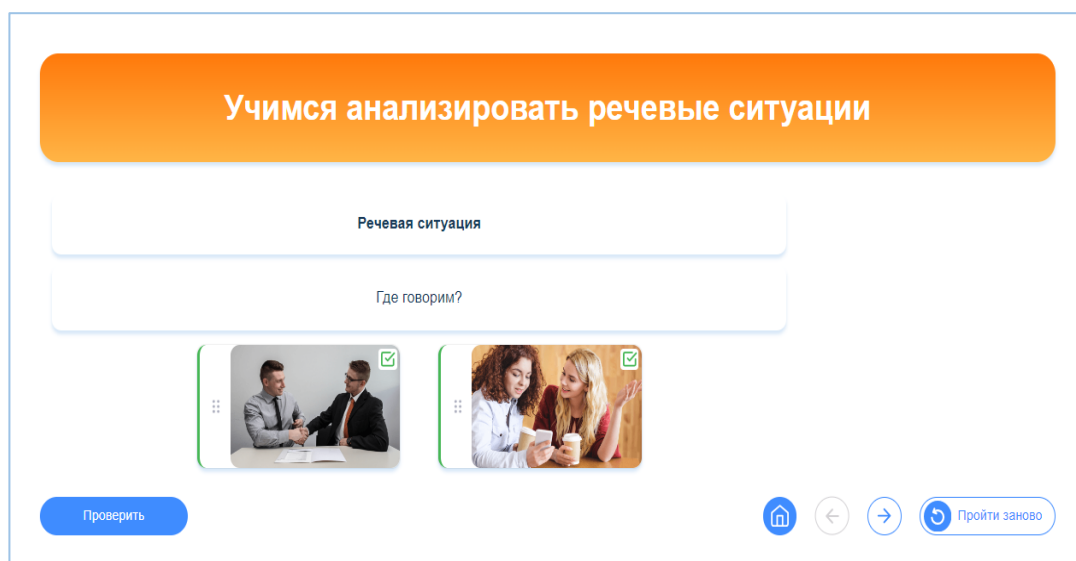 Учимся анализировать речевые ситуации
Речевая ситуация
Где говорим?
Проверить
Пройти заново